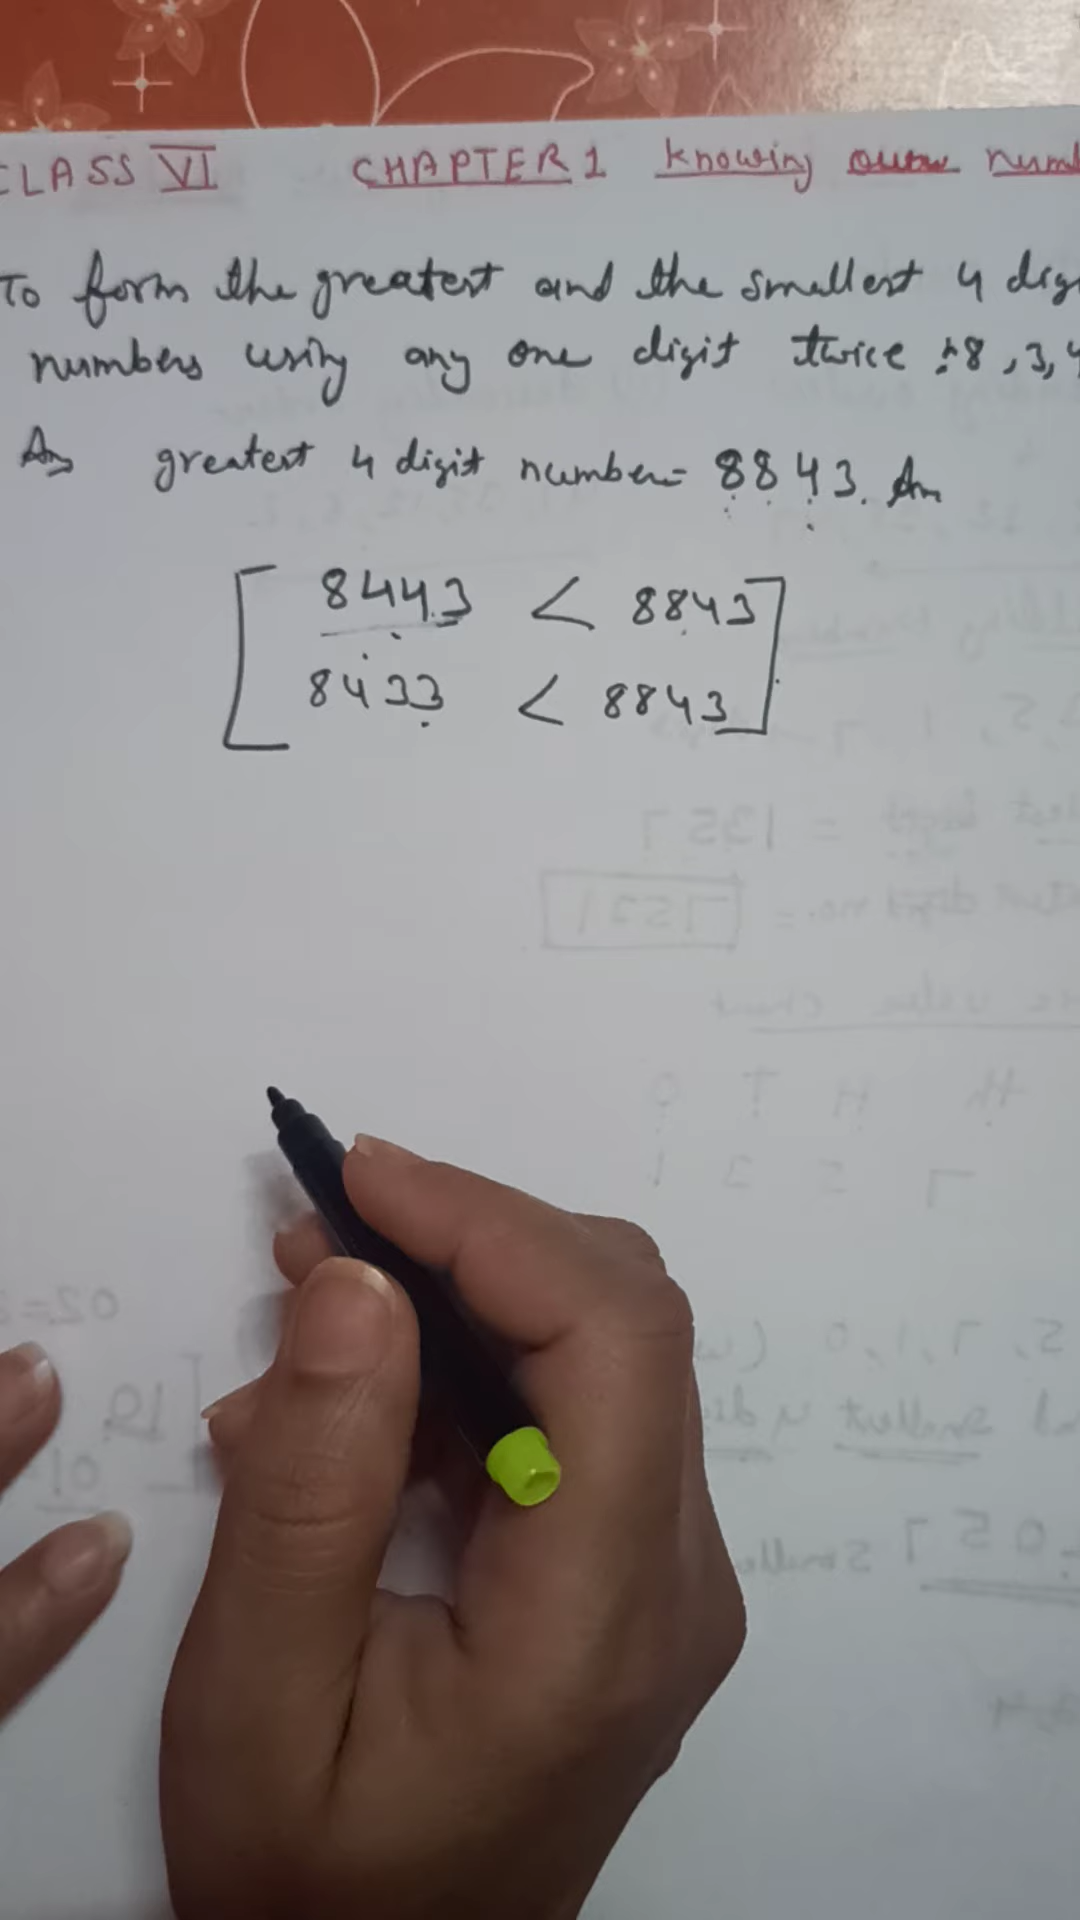 CLASS VI CHAPTER 1 Knowing our num
To form the greatest and the smallest 4 dig
numbers using any one digit twice :- 8, 3, 4
Ans greatest 4 digit number = 8843. Ans
8443 < 8843
8433 < 8843